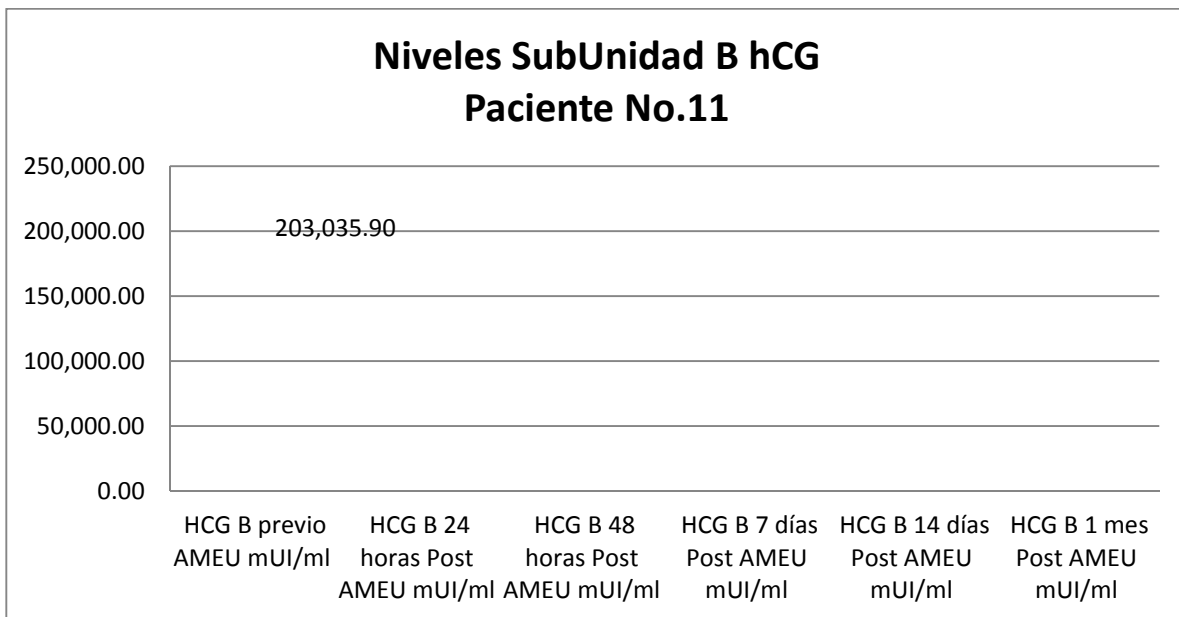 Niveles SubUnidad B hCG
Paciente No.11
250,000.00
203,035.90
200,000.00
150,000.00
100,000.00
50,000.00
0.00
HCG B previo
AMEU mUI/ml
HCG B 24
horas Post
AMEU mUI/ml
HCG B 48
horas Post
AMEU mUI/ml
HCG B 7 días
Post AMEU
mUI/ml
HCG B 14 días
Post AMEU
mUI/ml
HCG B 1 mes
Post AMEU
mUI/ml